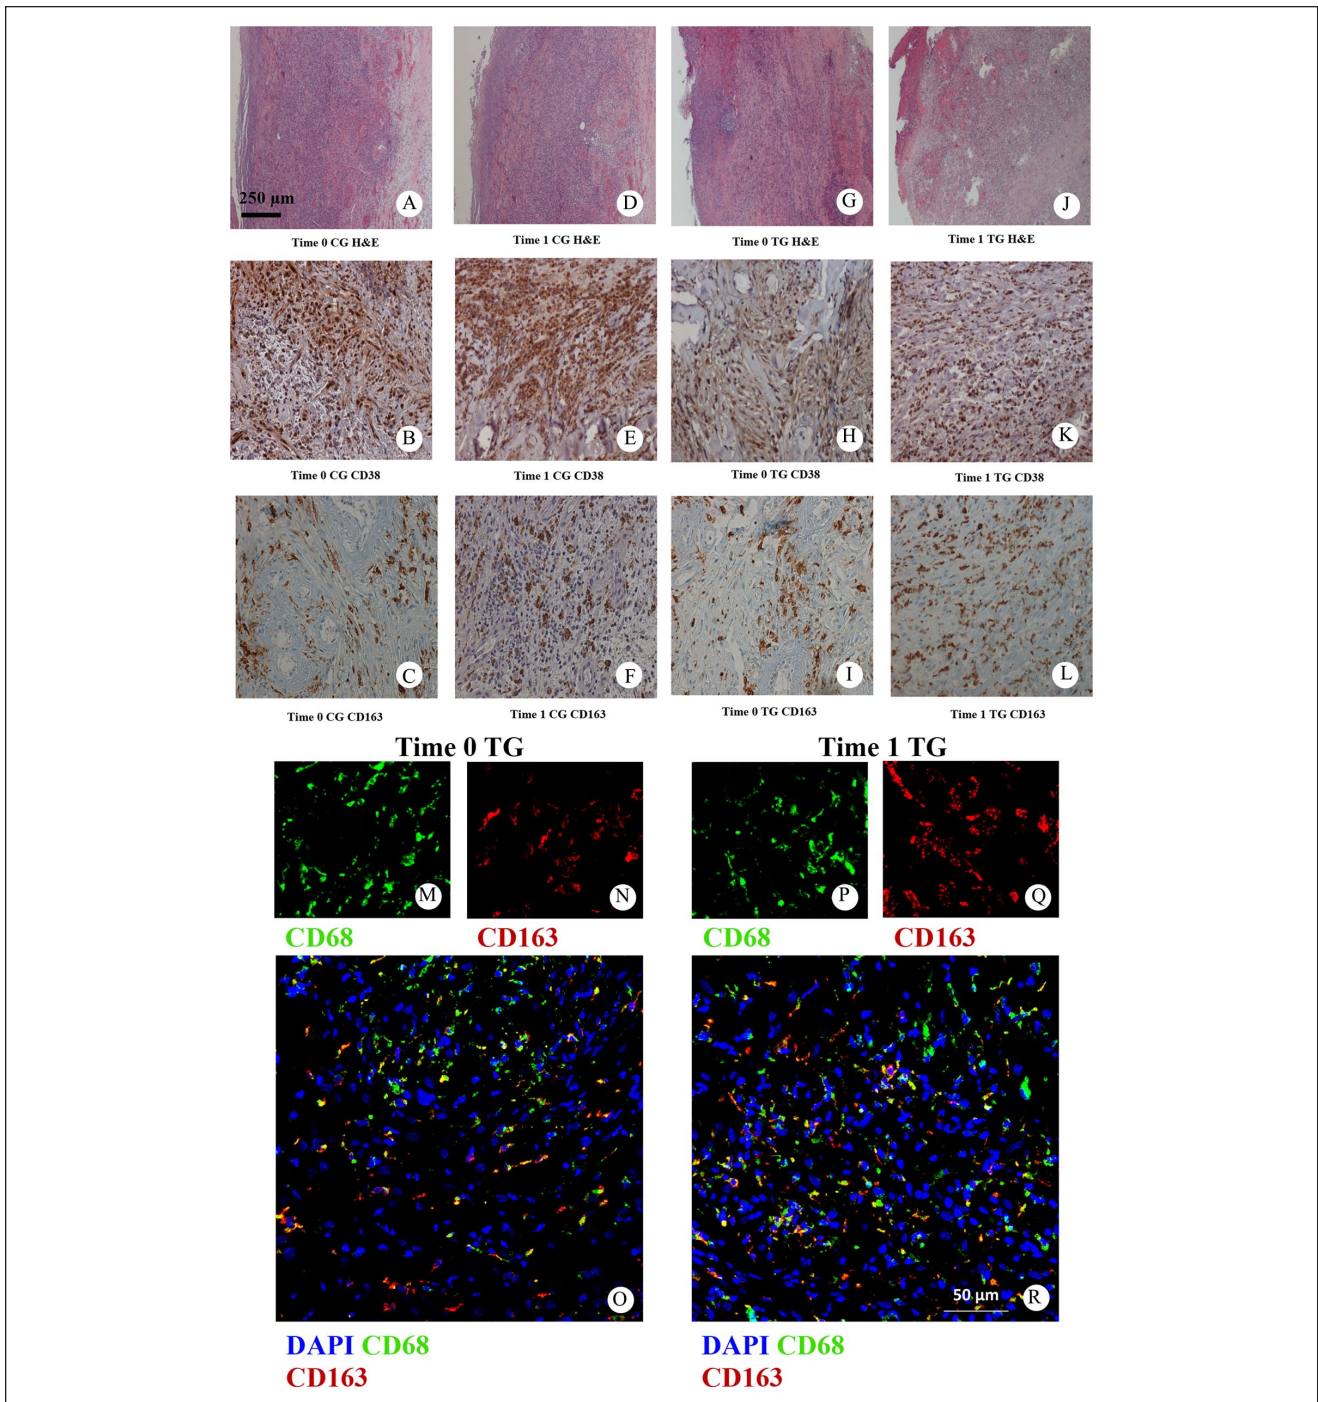 250 µm
A
D
G
J
Time 0 CG H&E
Time 1 CG H&E
Time 0 TG H&E
Time 1 TG H&E
B
E
H
K
Time 0 CG CD38
Time 1 CG CD38
Time 0 TG CD38
Time 1 TG CD38
C
F
I
L
Time 0 CG CD163
Time 1 CG CD163
Time 0 TG CD163
Time 1 TG CD163
Time 0 TG
Time 1 TG
M
N
P
Q
CD68
CD163
CD68
CD163
O
50 µm
R
DAPI CD68
CD163
DAPI CD68
CD163